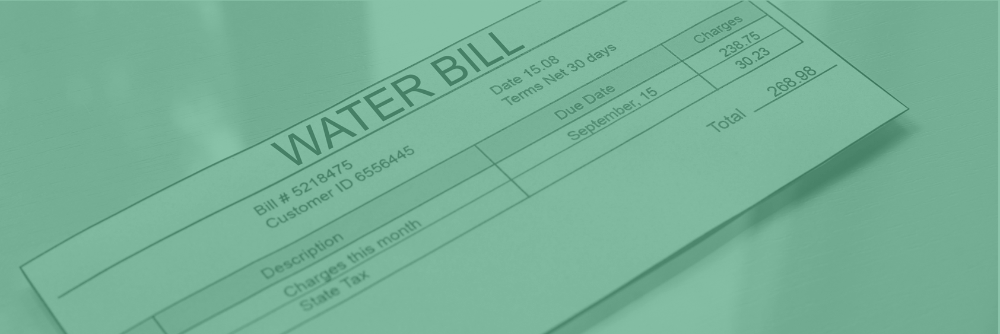 WATER BILL
Bill # 5218475
Customer ID 6556445
Date 15.08
Terms Net 30 days
Description Due Date Charges
Charges this month September, 15 238.75
State Tax 30.23
Total 268.98